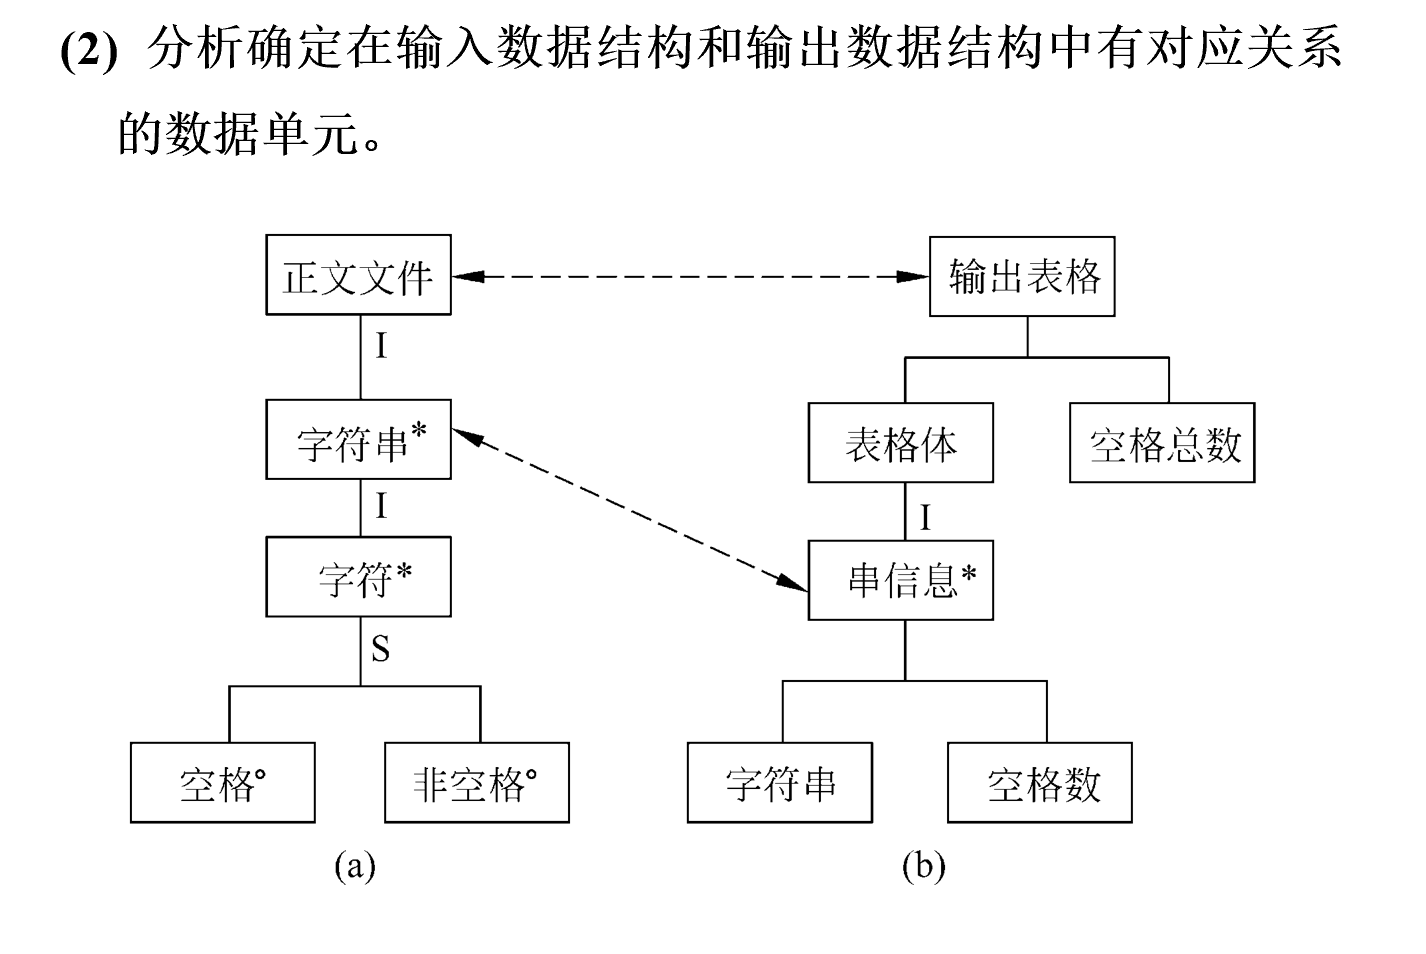 (2) 分析确定在输入数据结构和输出数据结构中有对应关系
的数据单元。
正文文件
输出表格
I
字符串*
表格体
空格总数
I
I
字符*
串信息*
S
空格°
非空格°
字符串
空格数
(a)
(b)